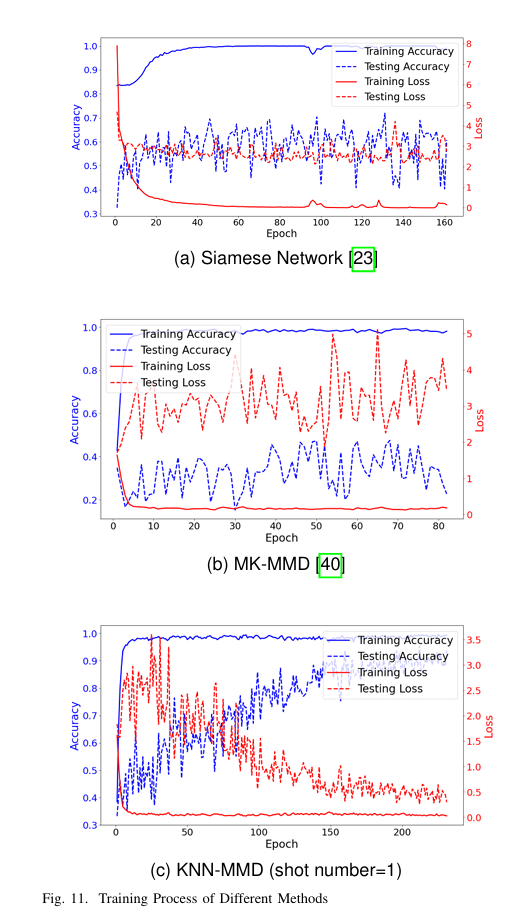 1.0
0.9
0.8
0.7
0.6
0.5
0.4
0.3
Accuracy
Training Accuracy
Testing Accuracy
Training Loss
Testing Loss
8
7
6
5
4
3
2
1
0
Loss
0 20 40 60 80 100 120 140 160
Epoch
(a) Siamese Network [23]
1.0
0.8
0.6
0.4
0.2
Accuracy
Training Accuracy
Testing Accuracy
Training Loss
Testing Loss
5
4
3
2
1
0
Loss
0 10 20 30 40 50 60 70 80
Epoch
(b) MK-MMD [40]
1.0
0.9
0.8
0.7
0.6
0.5
0.4
0.3
Accuracy
Training Accuracy
Testing Accuracy
Training Loss
Testing Loss
3.5
3.0
2.5
2.0
1.5
1.0
0.5
0.0
Loss
0 50 100 150 200
Epoch
(c) KNN-MMD (shot number=1)
Fig. 11. Training Process of Different Methods